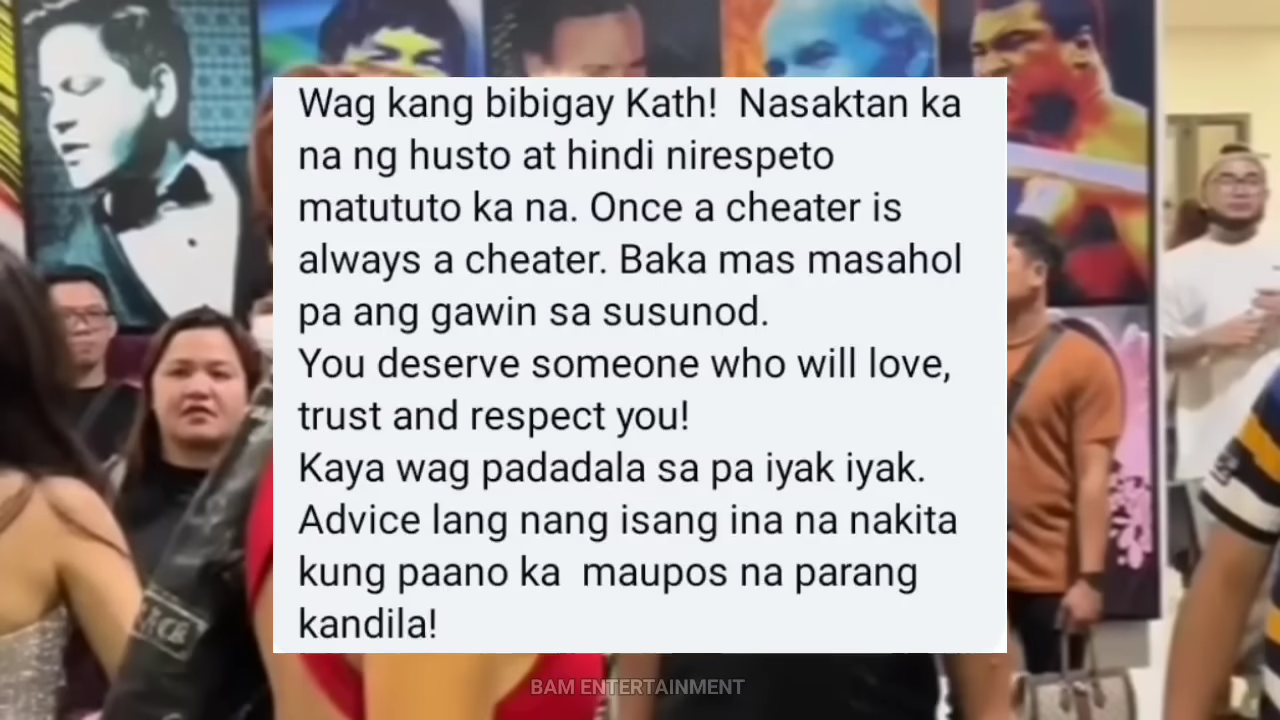 Wag kang bibigay Kath!  Nasaktan ka
na ng husto at hindi nirespeto
matututo ka na. Once a cheater is
always a cheater. Baka mas masahol
pa ang gawin sa susunod.
You deserve someone who will love,
trust and respect you!
Kaya wag padadala sa pa iyak iyak.
Advice lang nang isang ina na nakita
kung paano ka  maupos na parang
kandila!
BAM ENTERTAINMENT